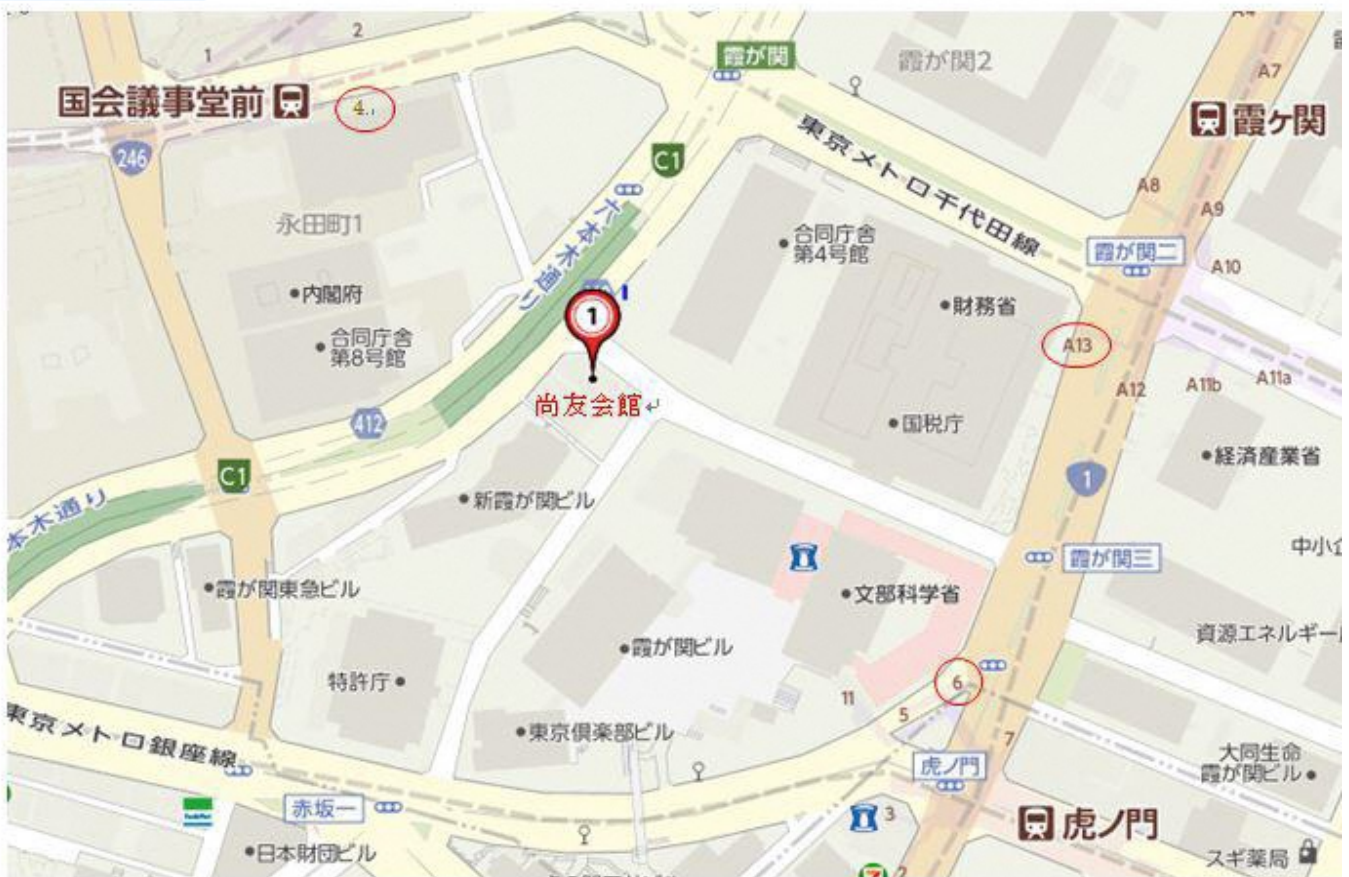 2
1
霞が関
霞が関2
A7
国会議事堂前
4.
霞ケ関
246
C1
東京メトロ千代田線
A8
A9
六本木通り
永田町1
合同庁舎
第4号館
霞が関二
A10
内閣府
1
財務省
合同庁舎
第8号館
A13
A12
A11b
A11a
尚友会館
412
国税庁
経済産業省
C1
1
新霞が関ビル
本木通り
霞が関三
中小企
霞が関東急ビル
文部科学省
資源エネルギー
霞が関ビル
特許庁
6
11
5
7
東京メトロ銀座線
東京倶楽部ビル
虎ノ門
大同生命
霞が関ビル
赤坂一
FamilyMart
3
虎ノ門
日本財団ビル
スギ薬局
2